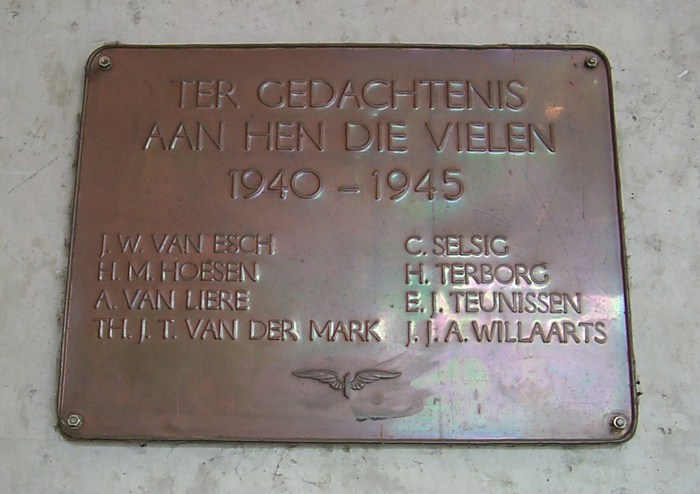 TER GEDACHTENIS
AAN HEN DIE VIELEN
1940 - 1945
J. W. VAN ESCH
H. M. HOESEN
A. VAN LIERE
TH. J. T. VAN DER MARK
C. SELSIG
H. TERBORG
E. J. TEUNISSEN
J. J. A. WILLAARTS